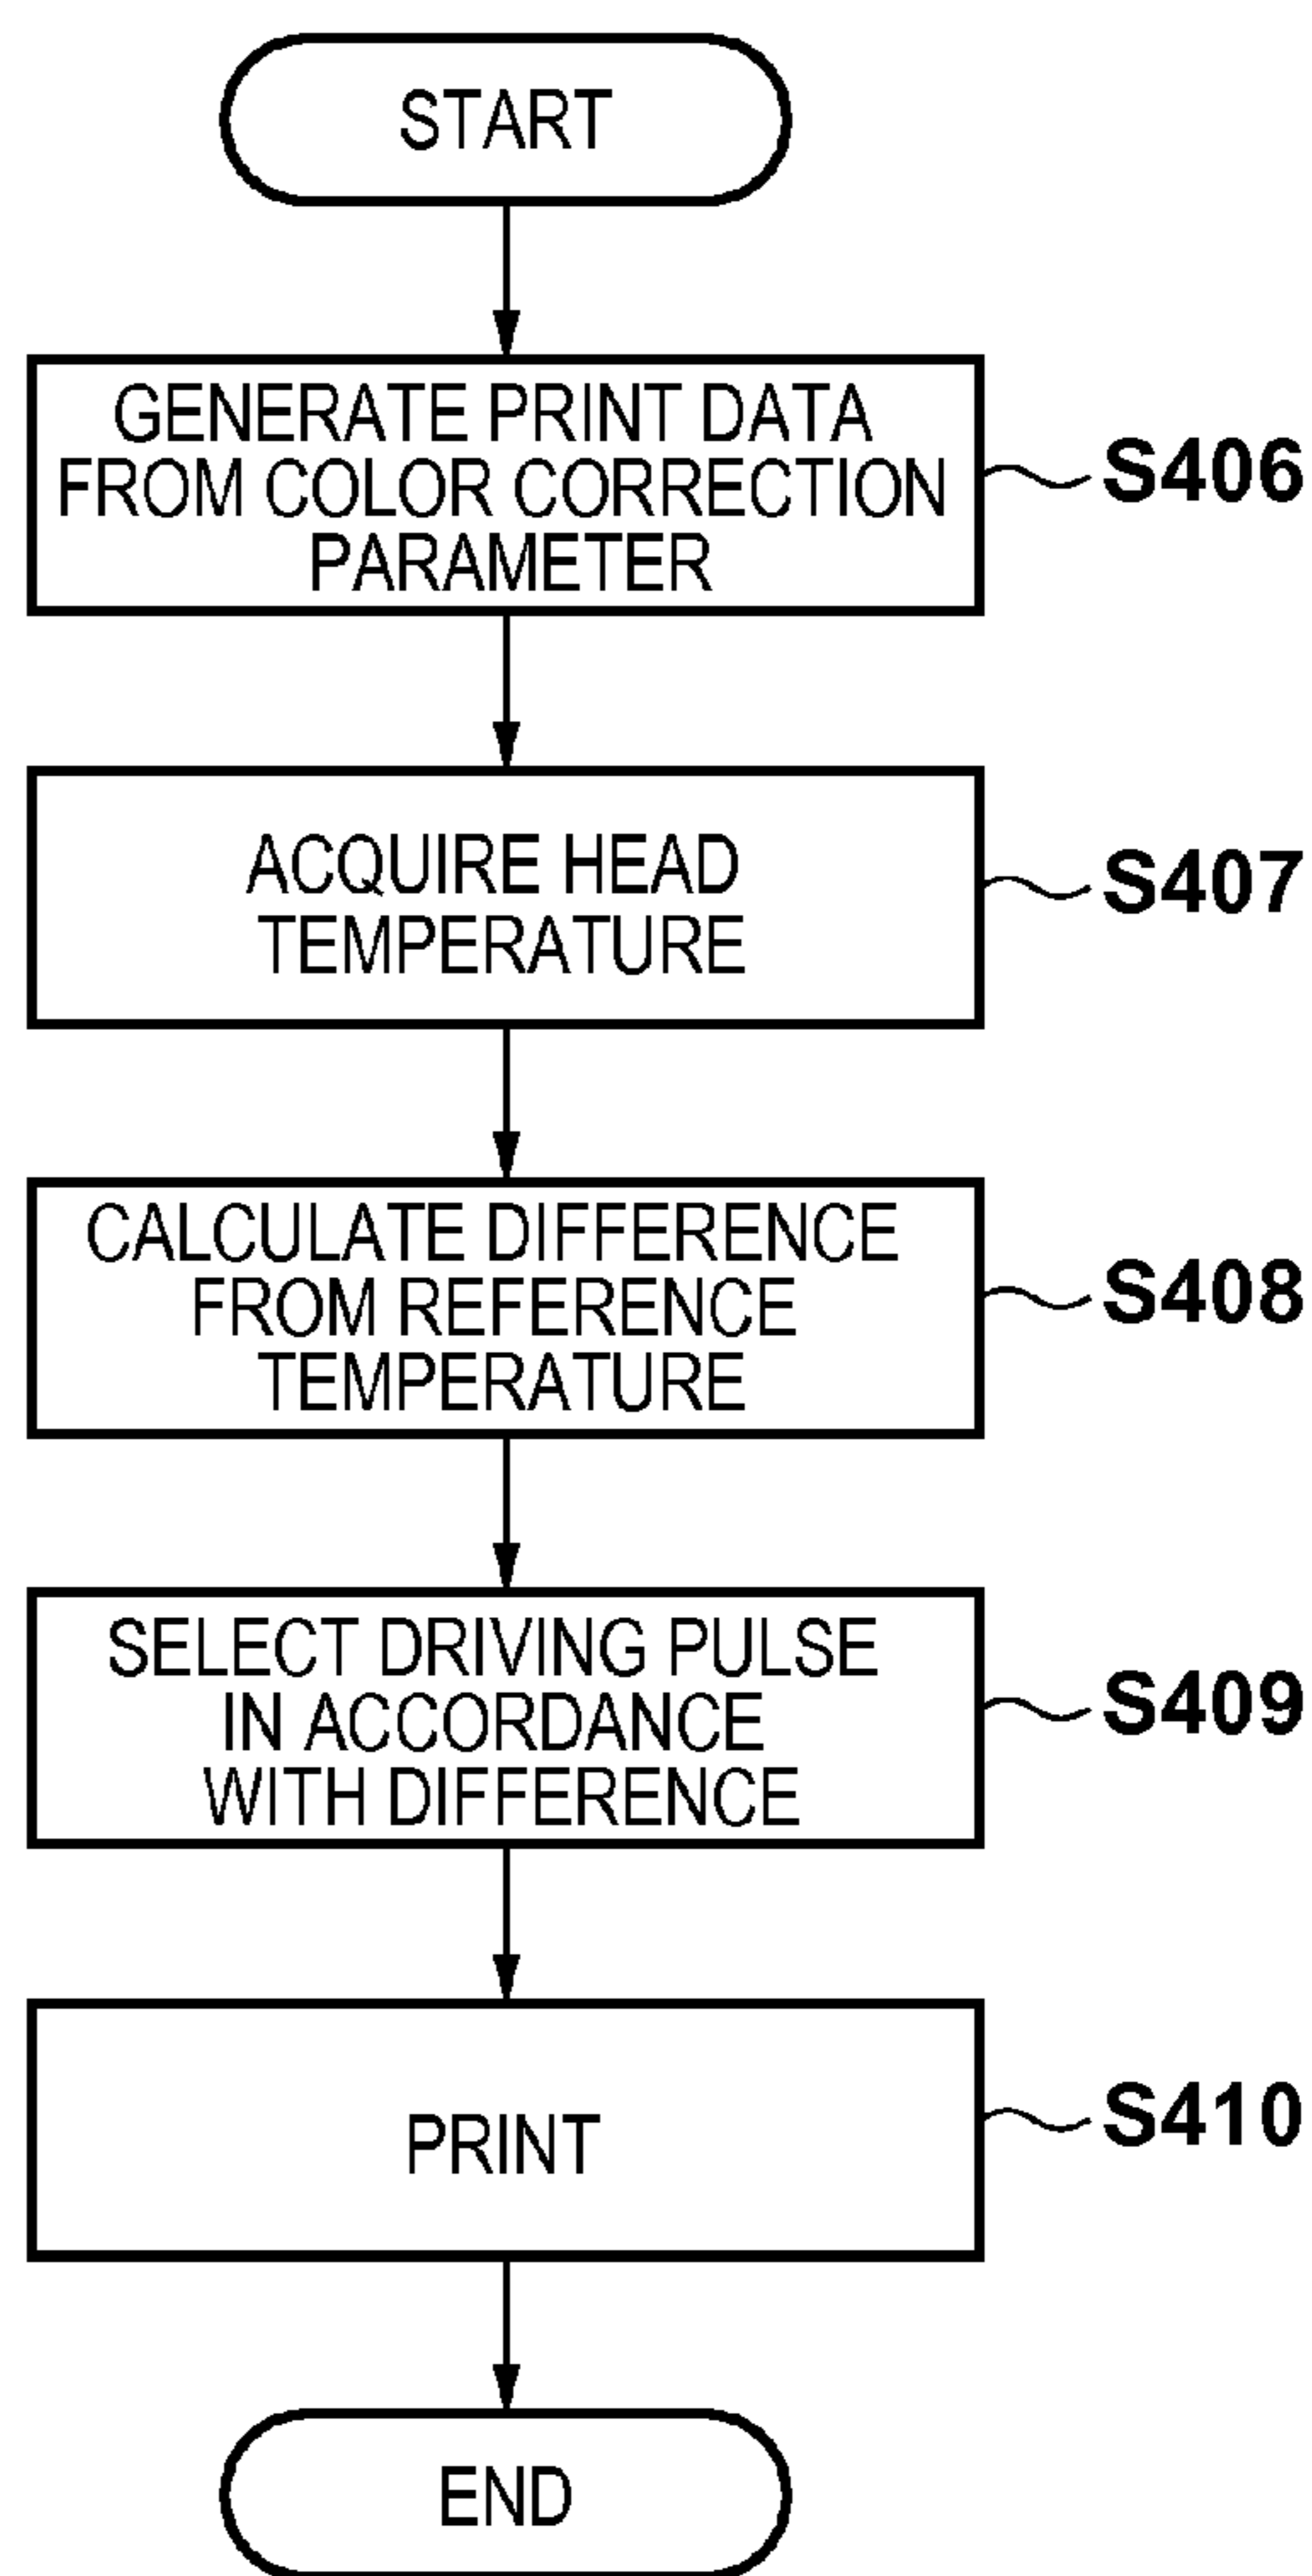 START
GENERATE PRINT DATA
FROM COLOR CORRECTION
PARAMETER
S406
ACQUIRE HEAD
TEMPERATURE
S407
CALCULATE DIFFERENCE
FROM REFERENCE
TEMPERATURE
S408
SELECT DRIVING PULSE
IN ACCORDANCE
WITH DIFFERENCE
S409
PRINT
S410
END